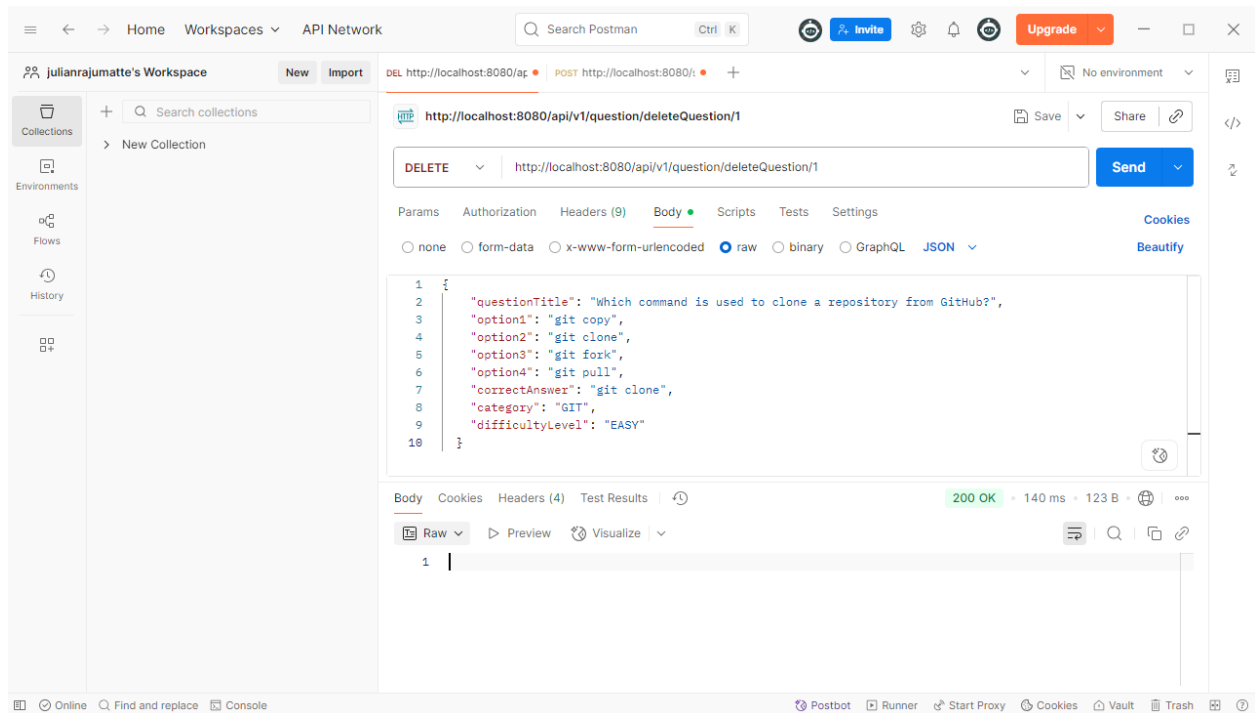 Home Workspaces API Network Search Postman Ctrl K Invite Upgrade
julianrajumatte's Workspace New Import DEL http://localhost:8080/ap POST http://localhost:8080/ No environment
Collections
Search collections
New Collection
Environments
Flows
History
HTTP http://localhost:8080/api/v1/question/deleteQuestion/1 Save Share
DELETE http://localhost:8080/api/v1/question/deleteQuestion/1 Send
Params Authorization Headers (9) Body Scripts Tests Settings Cookies
none form-data x-www-form-urlencoded raw binary GraphQL JSON Beautify
1 {
2 "questionTitle": "Which command is used to clone a repository from GitHub?",
3 "option1": "git copy",
4 "option2": "git clone",
5 "option3": "git fork",
6 "option4": "git pull",
7 "correctAnswer": "git clone",
8 "category": "GIT",
9 "difficultyLevel": "EASY"
10 }
Body Cookies Headers (4) Test Results 200 OK 140 ms 123 B
Raw Preview Visualize
1
Online Find and replace Console Postbot Runner Start Proxy Cookies Vault Trash